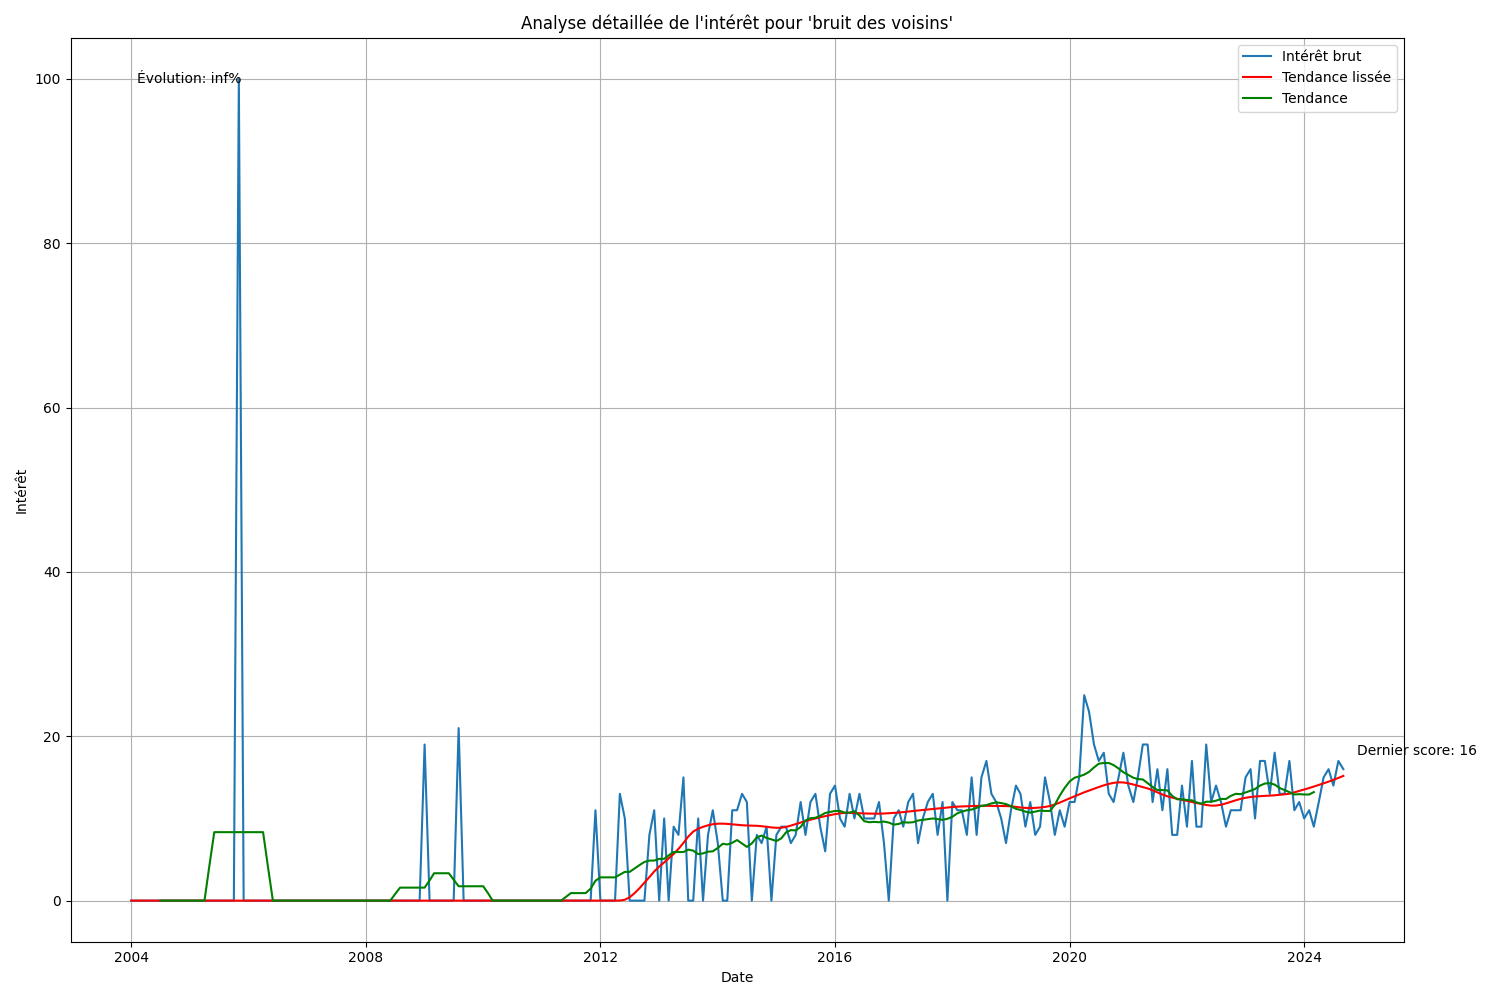 Analyse détaillée de l'intérêt pour 'bruit des voisins'
Évolution: inf%
Intérêt brut
Tendance lissée
Tendance
100
80
60
40
20
0
Intérêt
Dernier score: 16
2004
2008
2012
2016
2020
2024
Date